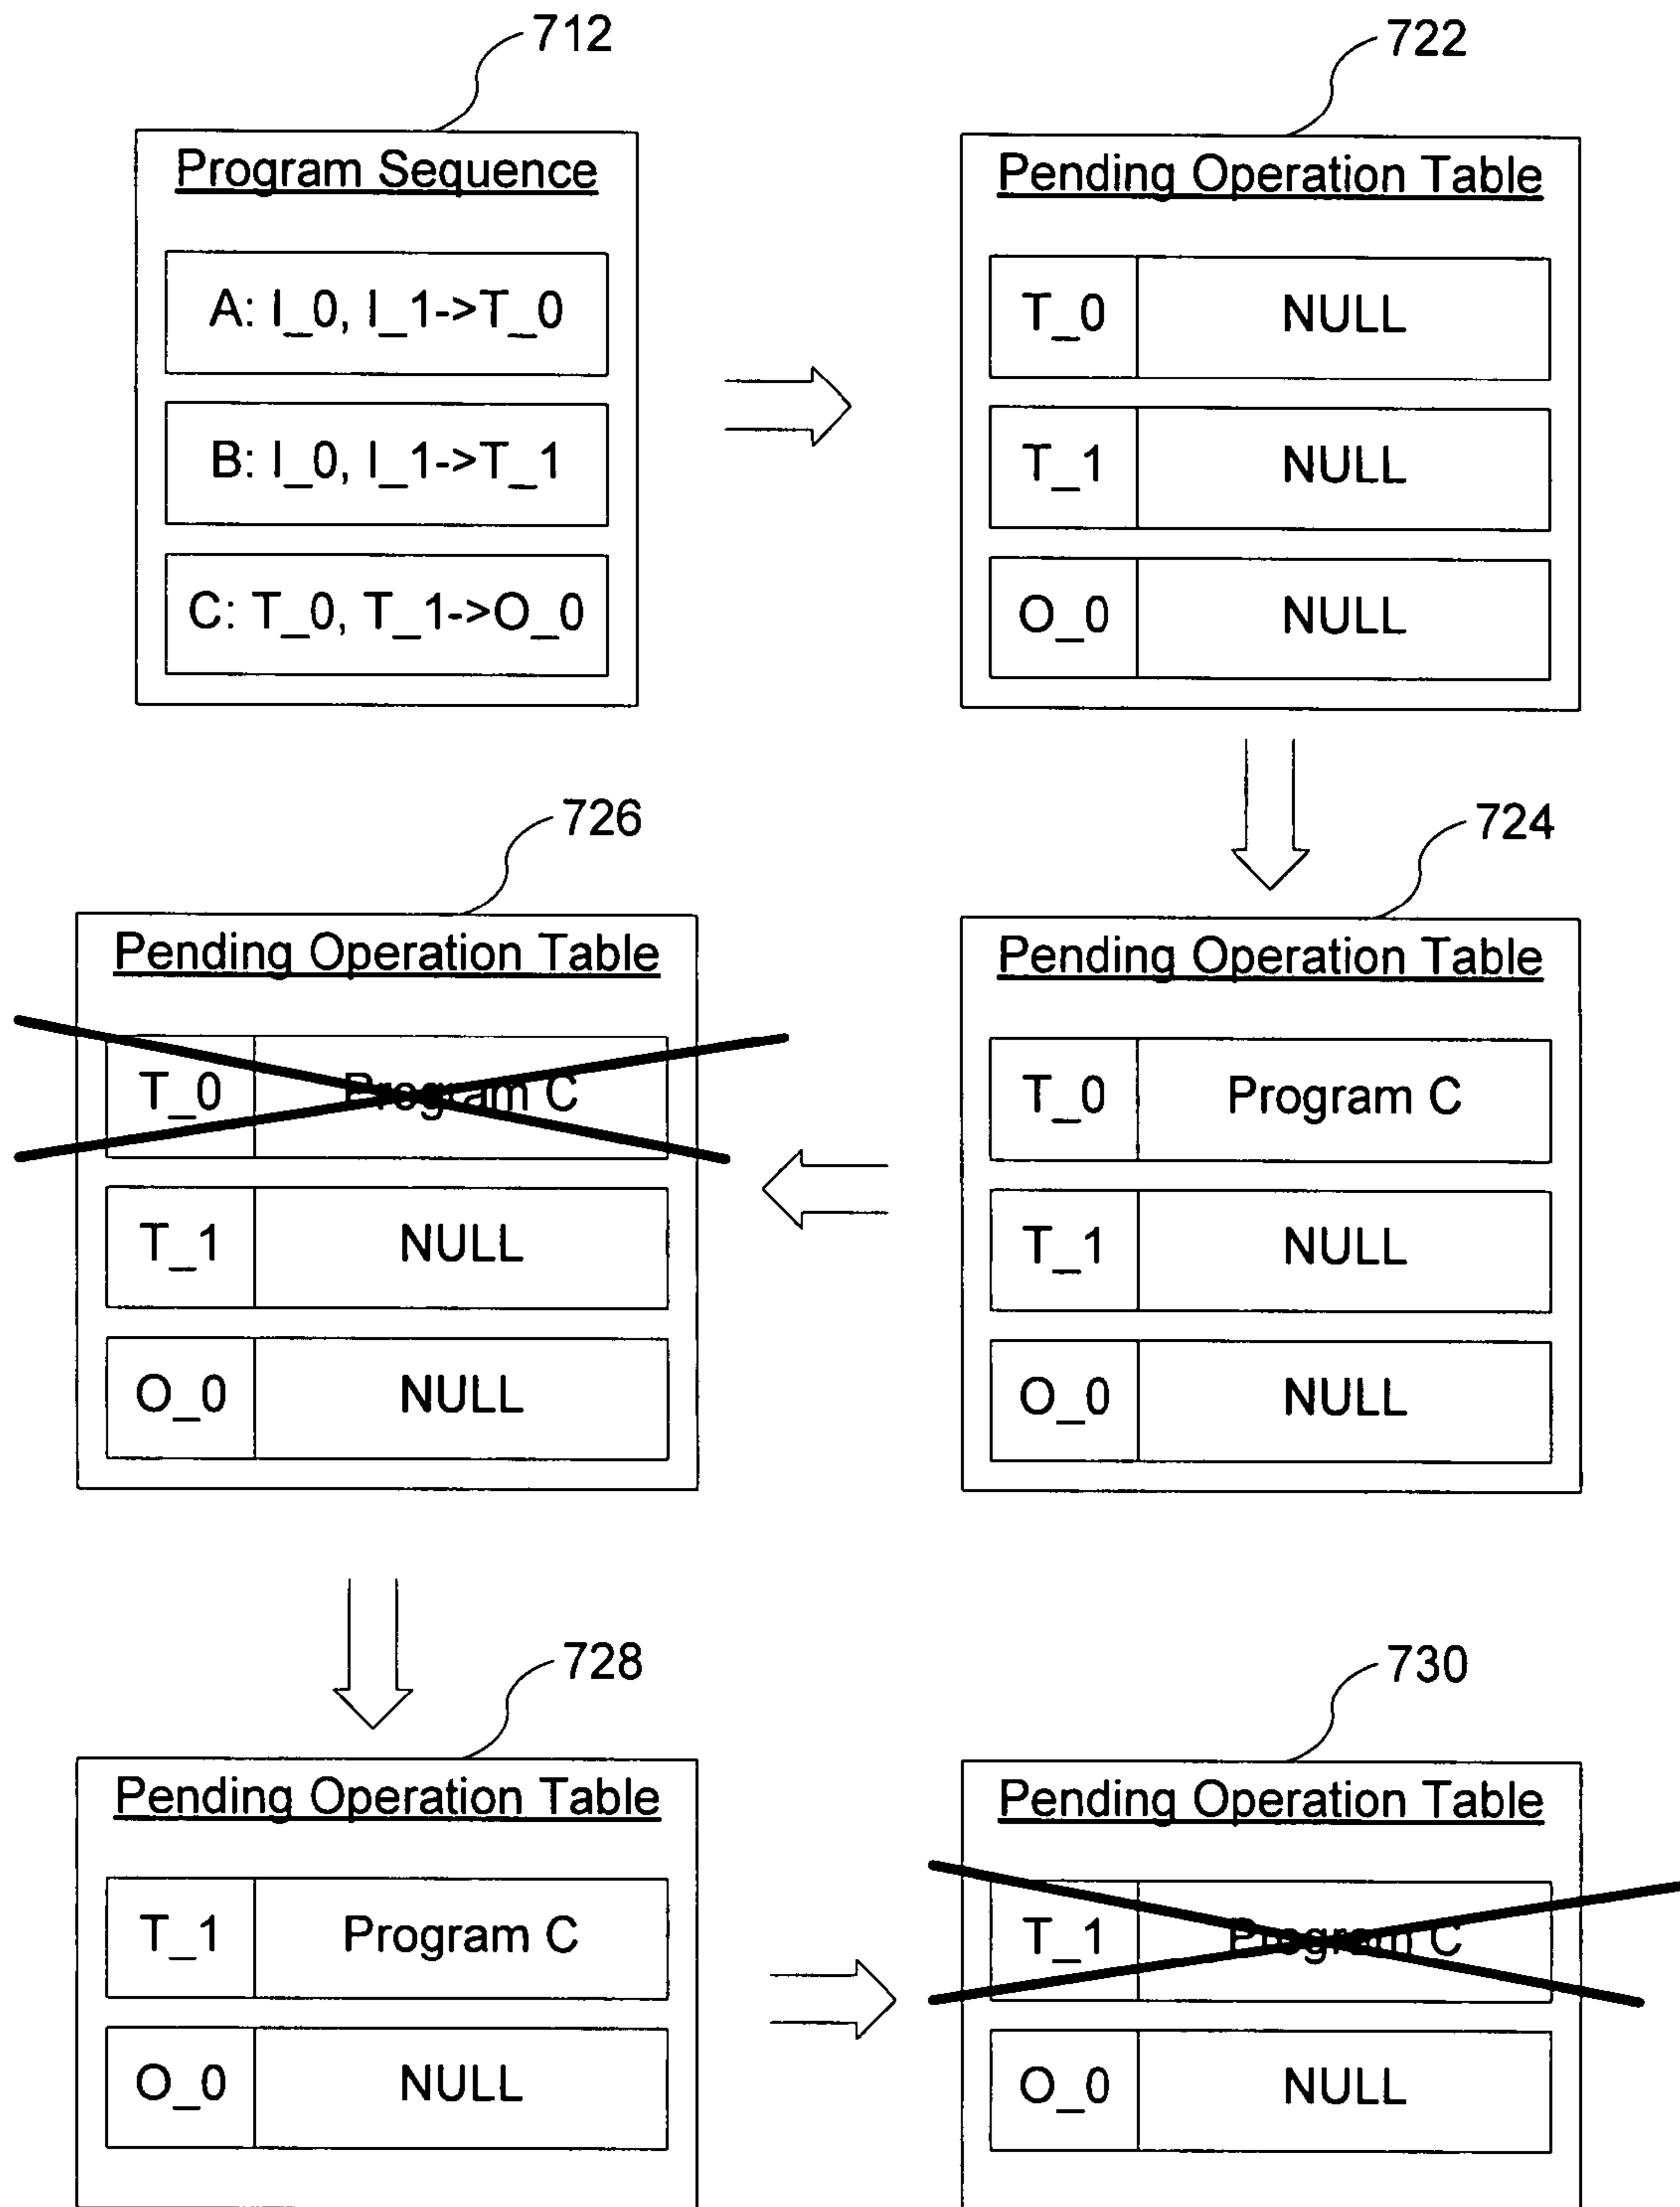 712
Program Sequence
A: I_0, I_1->T_0
B: I_0, I_1->T_1
C: T_0, T_1->O_0
722
Pending Operation Table
T_0 NULL
T_1 NULL
O_0 NULL
726
Pending Operation Table
T_0 Program C
T_1 NULL
O_0 NULL
724
Pending Operation Table
T_0 Program C
T_1 NULL
O_0 NULL
728
Pending Operation Table
T_1 Program C
O_0 NULL
730
Pending Operation Table
T_1 Program C
O_0 NULL